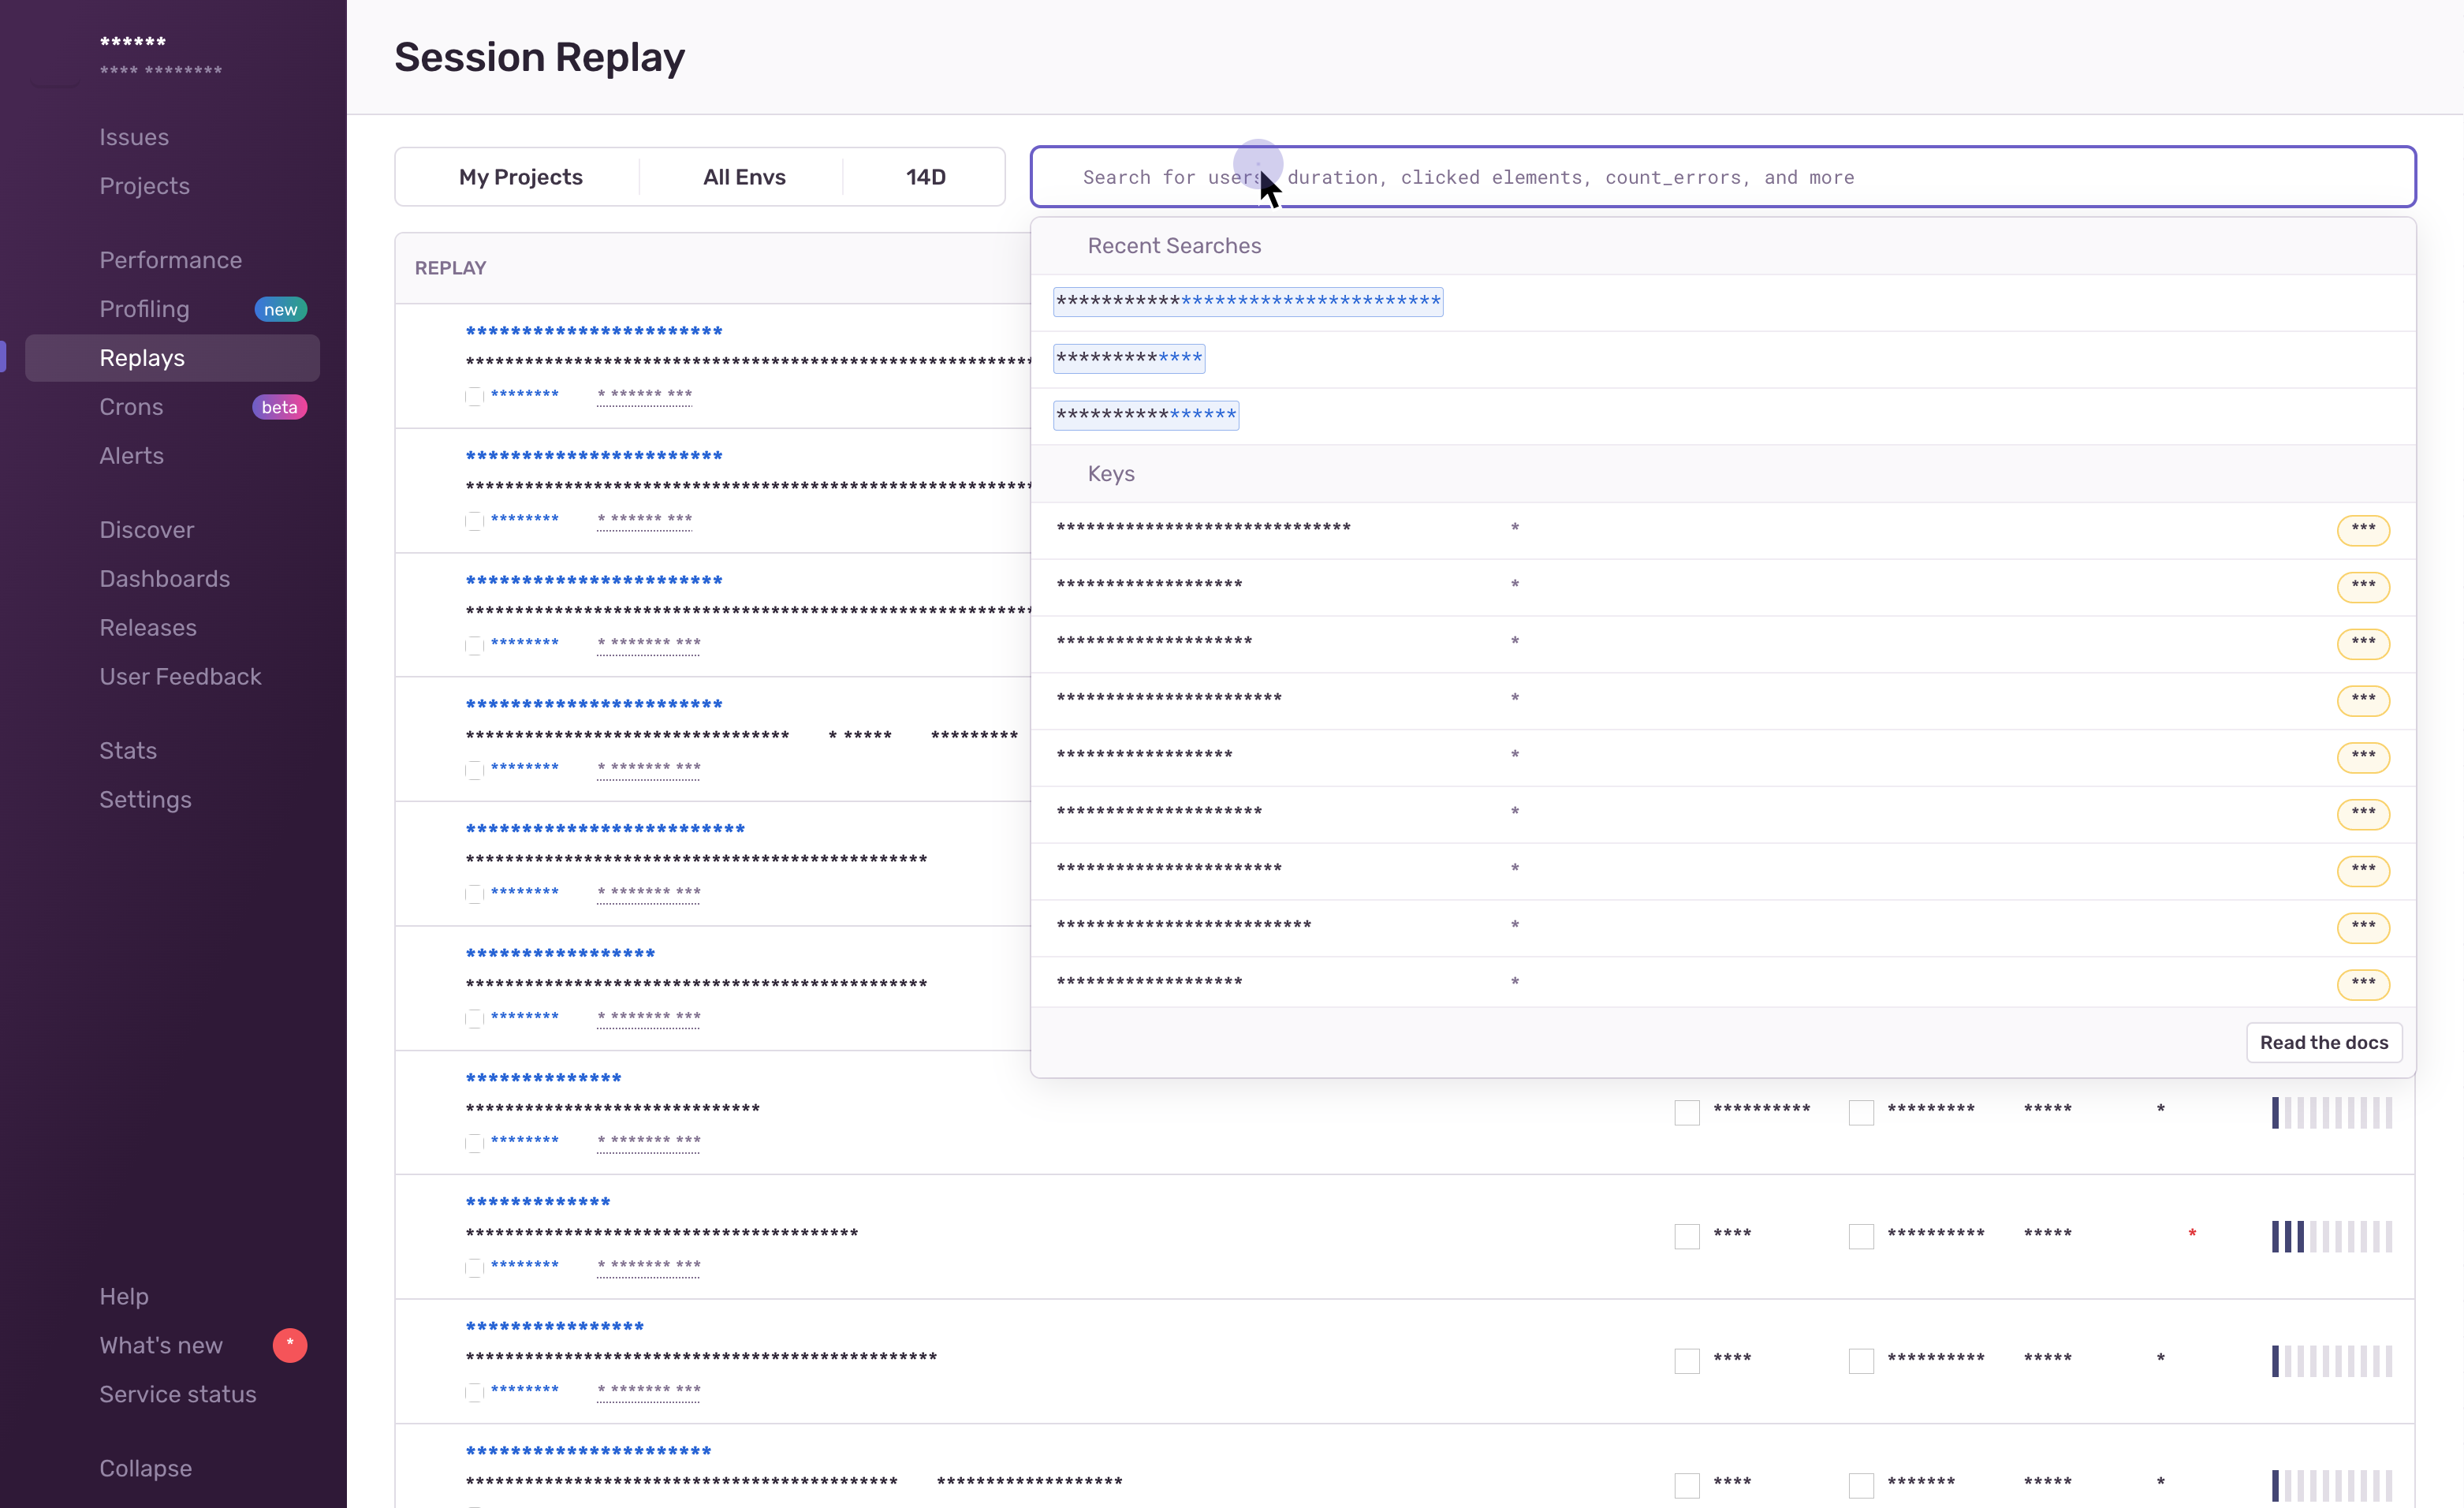 Session Replay
Issues
Projects
Performance
Profiling new
Replays
Crons beta
Alerts
Discover
Dashboards
Releases
User Feedback
Stats
Settings
Help
What's new
Service status
Collapse
My Projects
All Envs
14D
Search for users, duration, clicked elements, count_errors, and more
REPLAY
Recent Searches
Keys
Read the docs